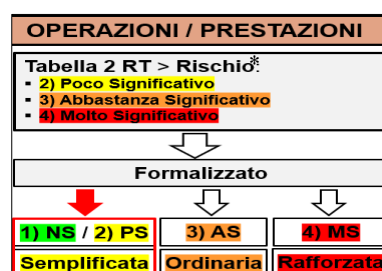 OPERAZIONI / PRESTAZIONI
Tabella 2 RT > Rischio*:
▪ 2) Poco Significativo
▪ 3) Abbastanza Significativo
▪ 4) Molto Significativo
Formalizzato
1) NS / 2) PS 3) AS 4) MS
Semplificata Ordinaria Rafforzata